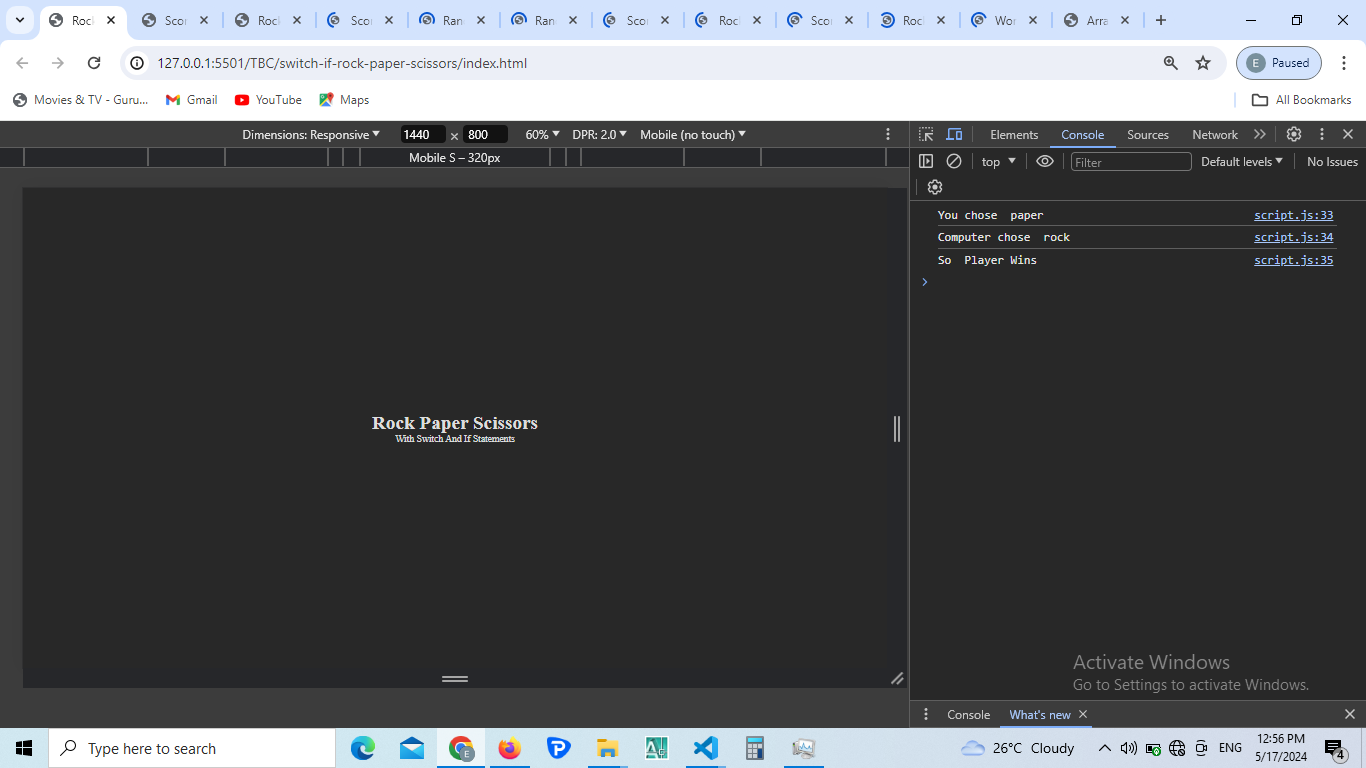 Rock
Scor
Rock
Scor
Ran
Ran
Scor
Rock
Scor
Rock
Wor
Arra
127.0.0.1:5501/TBC/switch-if-rock-paper-scissors/index.html
E Paused
Movies & TV - Guru...
Gmail
YouTube
Maps
All Bookmarks
Dimensions: Responsive
1440 x 800
60%
DPR: 2.0
Mobile (no touch)
Elements
Console
Sources
Network
Mobile S – 320px
top
Filter
Default levels
No Issues
You chose  paper script.js:33
Computer chose  rock script.js:34
So  Player Wins script.js:35
Rock Paper Scissors
With Switch And If Statements
Activate Windows
Go to Settings to activate Windows.
Console
What's new
Type here to search
26°C Cloudy
ENG
12:56 PM
5/17/2024
4